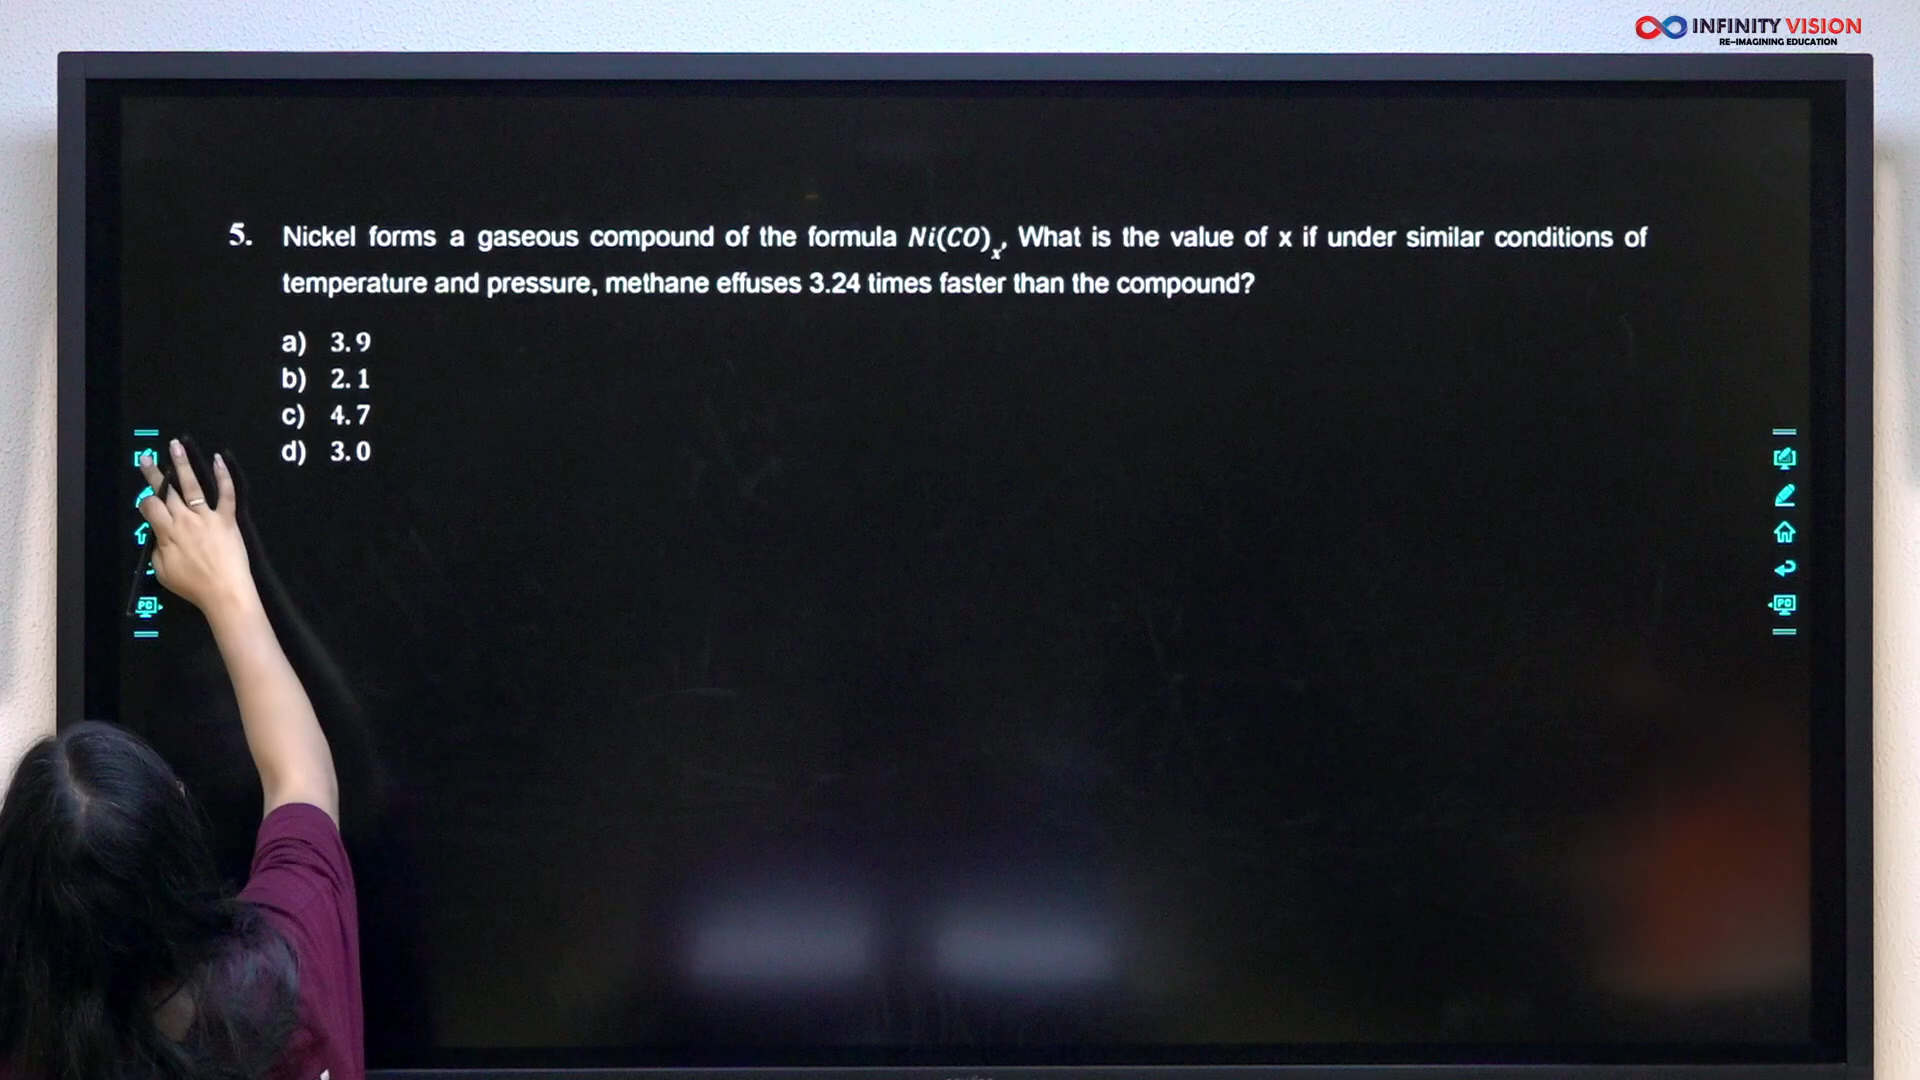 INFINITY VISION
RE-IMAGINING EDUCATION
5. Nickel forms a gaseous compound of the formula Ni(CO)ₓ, What is the value of x if under similar conditions of
temperature and pressure, methane effuses 3.24 times faster than the compound?
a) 3.9
b) 2.1
c) 4.7
d) 3.0
PC
PC